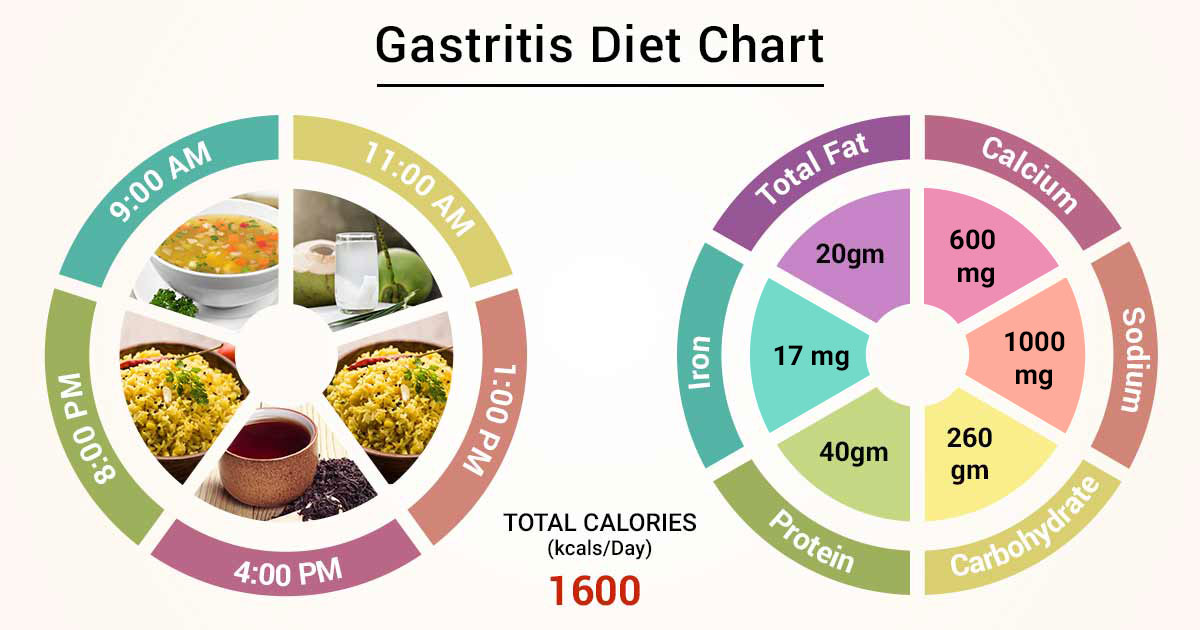 Gastritis Diet Chart
9:00 AM
11:00 AM
1:00 PM
4:00 PM
8:00 PM
TOTAL CALORIES
(kcals/Day)
1600
Total Fat
20gm
Calcium
600
mg
Sodium
1000
mg
Carbohydrate
260
gm
Protein
40gm
Iron
17 mg